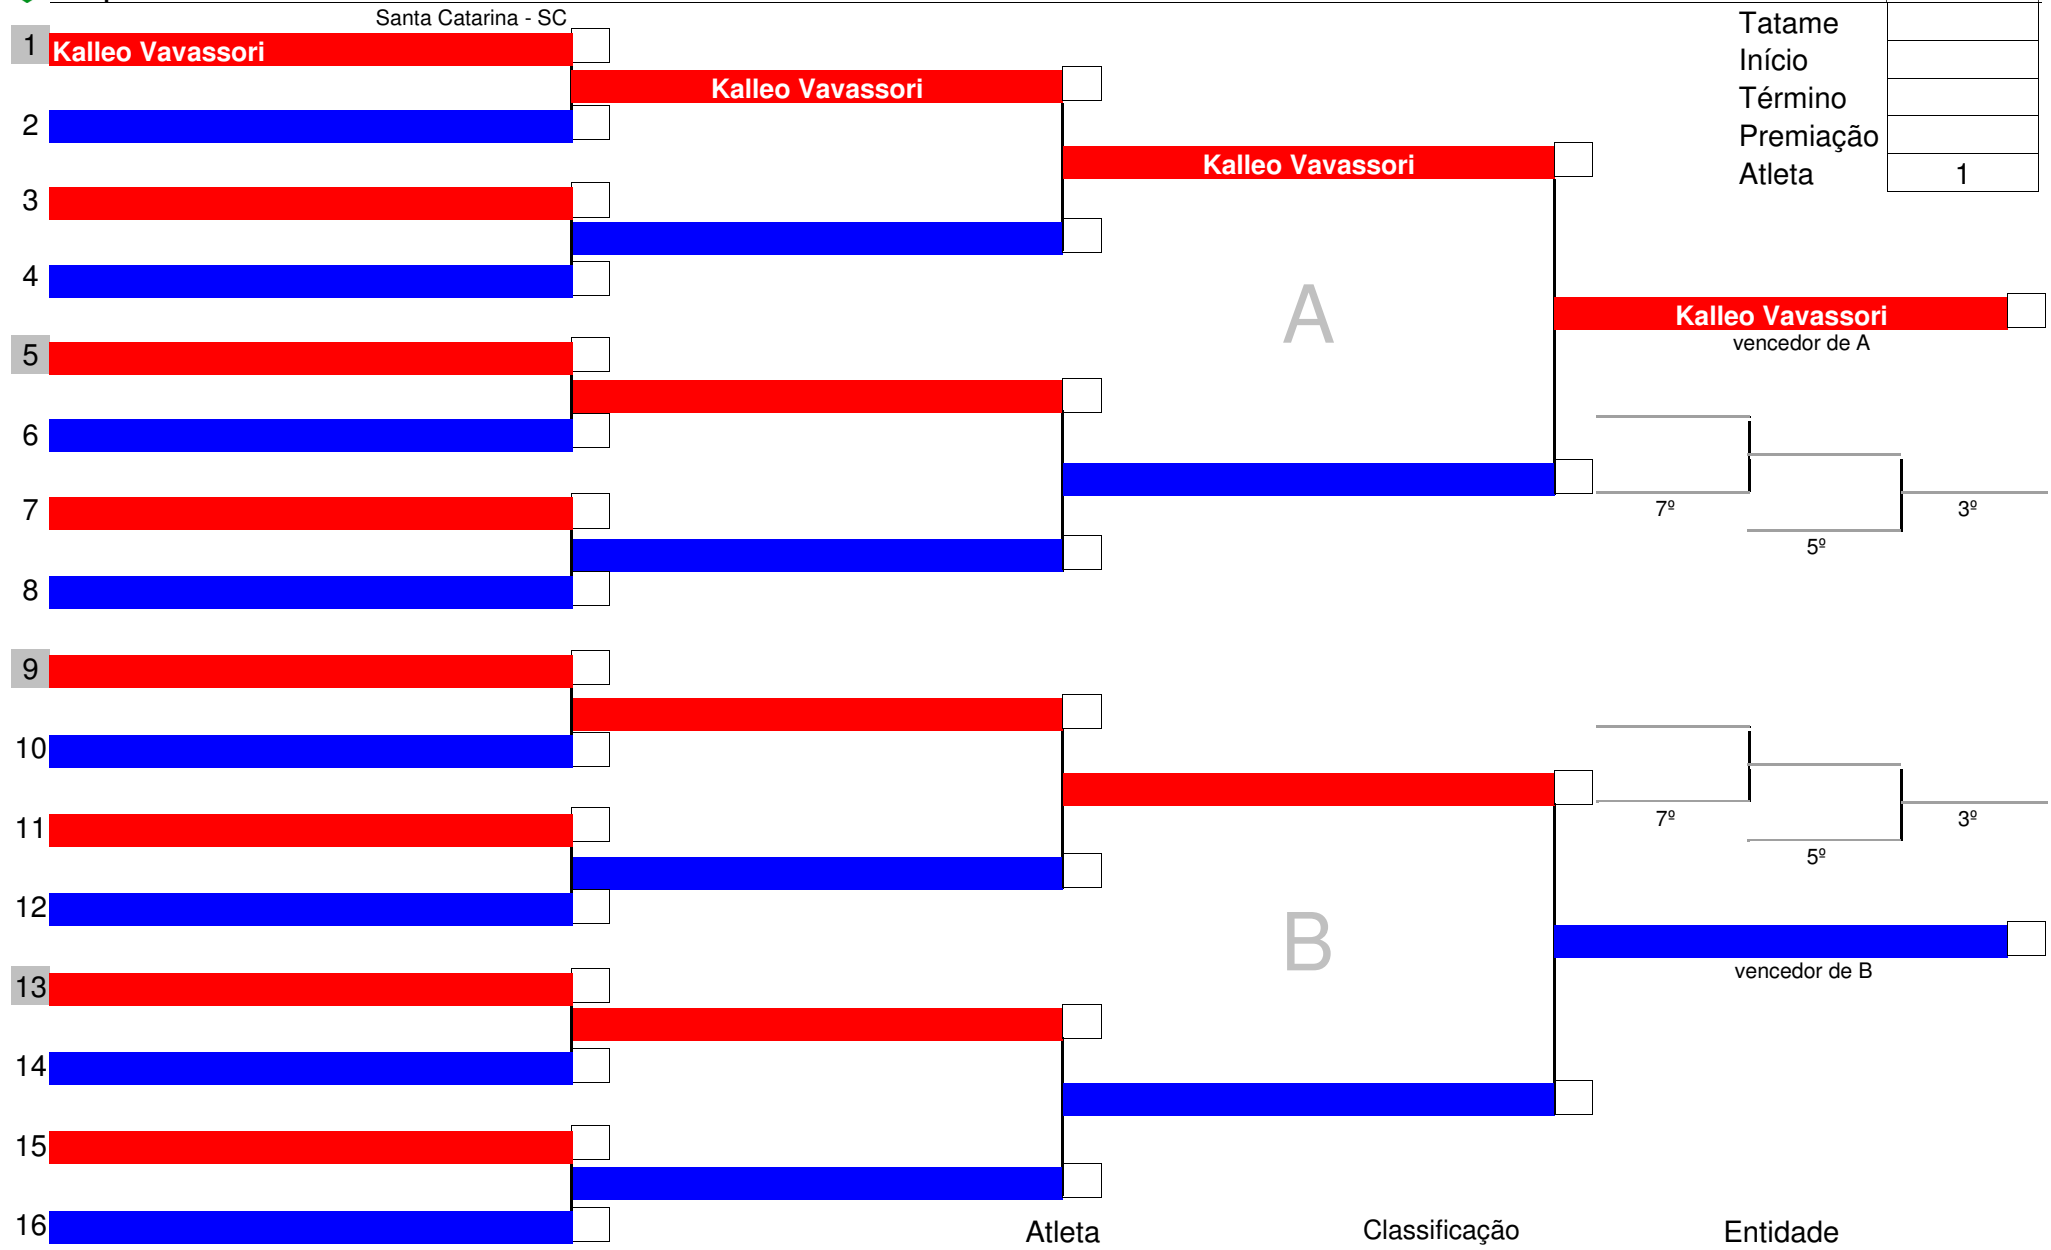 Santa Catarina - SC
Tatame
1 Kalleo Vavassori
Início
Kalleo Vavassori
Término
2
Premiação
Kalleo Vavassori
Atleta 1
3
4
A
Kalleo Vavassori
vencedor de A
5
6
7
7º 3º
5º
8
9
10
11
7º 3º
5º
12
B
vencedor de B
13
14
15
16
Atleta Classificação Entidade